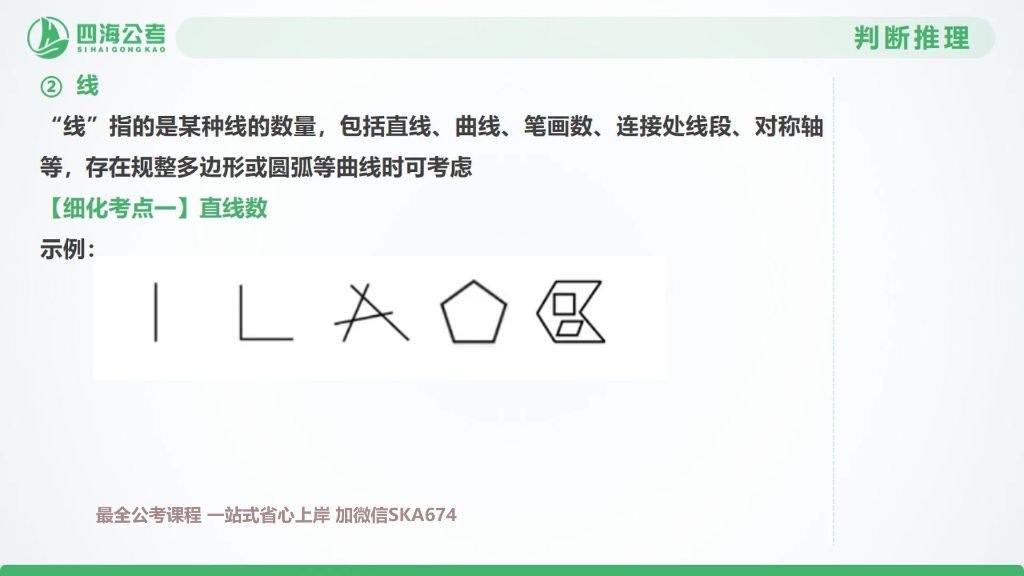 四海公考
SIHAIGONGKAO
判断推理
② 线
“线”指的是某种线的数量，包括直线、曲线、笔画数、连接处线段、对称轴
等，存在规整多边形或圆弧等曲线时可考虑
【细化考点一】直线数
示例：
最全公考课程 一站式省心上岸 加微信SKA674